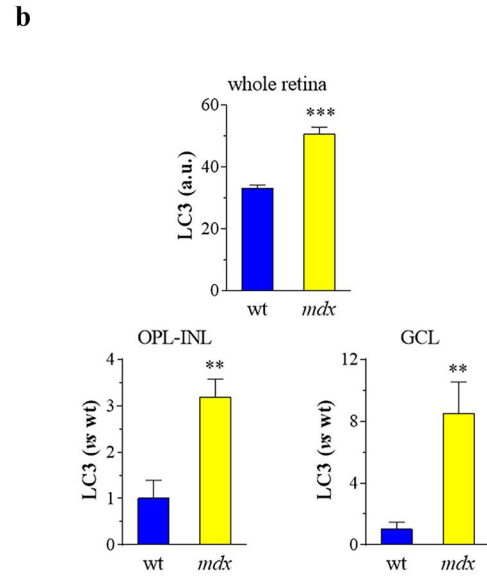 b
whole retina
60
40
20
0
LC3 (a.u.)
***
wt
mdx
OPL-INL
4
3
2
1
0
LC3 (vs wt)
**
wt
mdx
GCL
12
8
4
0
LC3 (vs wt)
**
wt
mdx